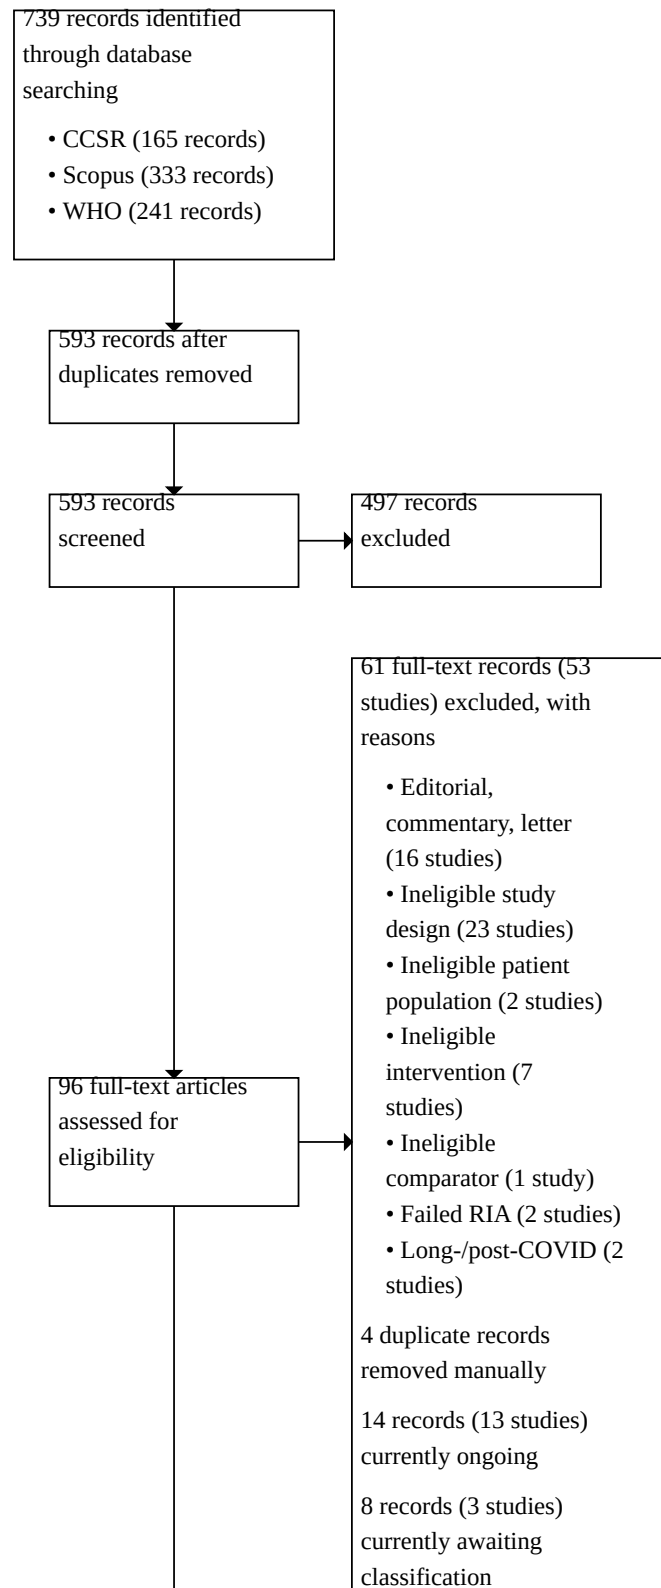 739 records identified
through database
searching
• CCSR (165 records)
• Scopus (333 records)
• WHO (241 records)
593 records after
duplicates removed
593 records
screened
497 records
excluded
61 full-text records (53
studies) excluded, with
reasons
• Editorial,
commentary, letter
(16 studies)
• Ineligible study
design (23 studies)
• Ineligible patient
population (2 studies)
• Ineligible
intervention (7
studies)
• Ineligible
comparator (1 study)
• Failed RIA (2 studies)
• Long-/post-COVID (2
studies)
4 duplicate records
removed manually
14 records (13 studies)
currently ongoing
8 records (3 studies)
currently awaiting
classification
96 full-text articles
assessed for
eligibility